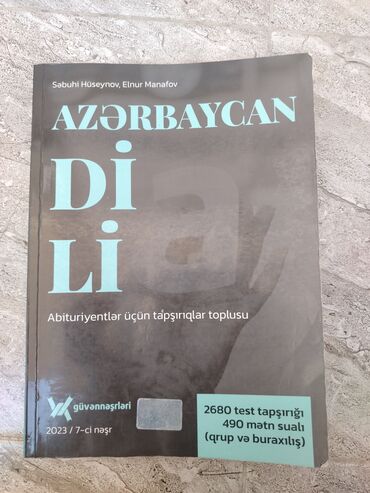 Səbuhi Hüseynov, Elnur Manafov
AZƏRBAYCAN
Dİ
Lİ
Abituriyentlər üçün tapşırıqlar toplusu
güvənnəşrləri
2023 / 7-ci nəşr
2680 test tapşırığı
490 mətn sualı
(qrup və buraxılış)